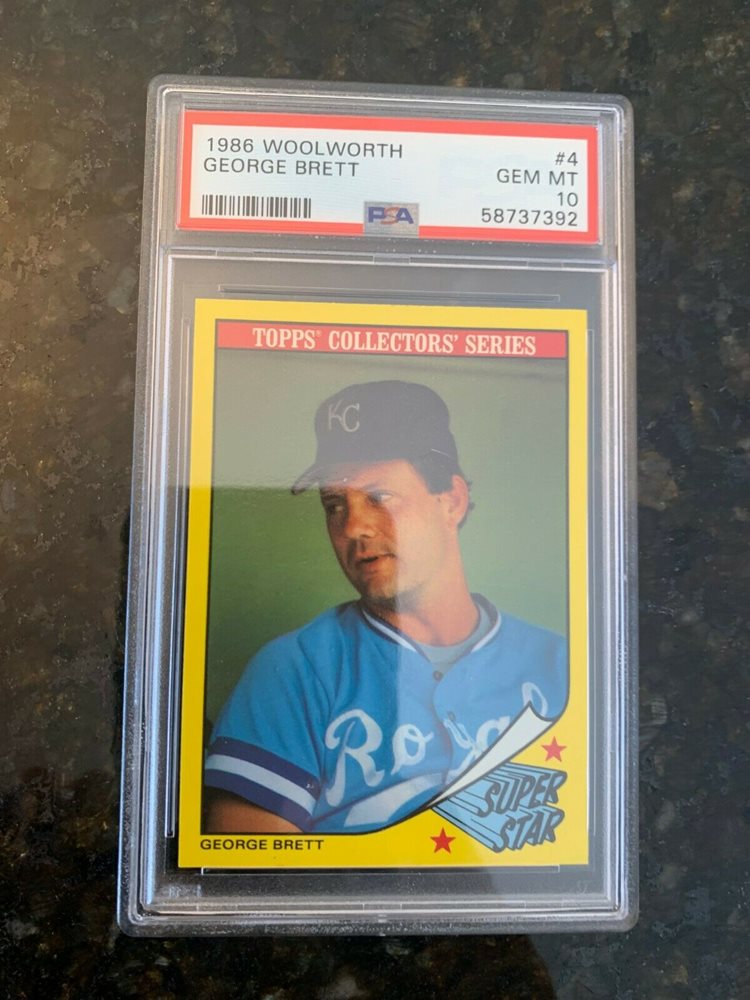 1986 WOOLWORTH #4
GEORGE BRETT GEM MT
10
PSA 58737392
TOPPS® COLLECTORS' SERIES
KC
Royals
SUPER
STAR
GEORGE BRETT